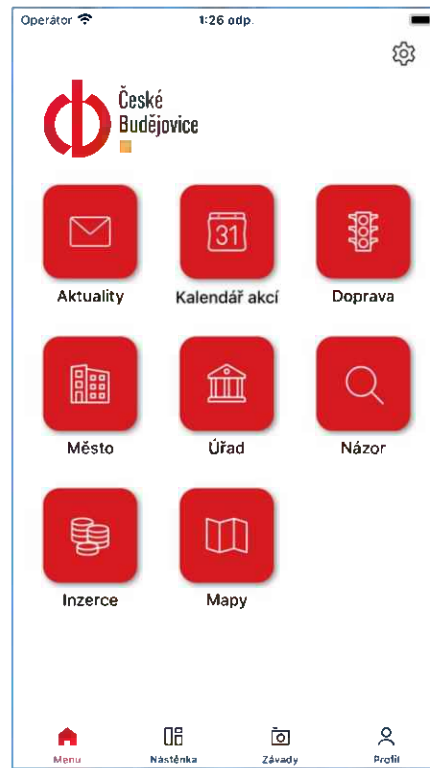 Operátor 1:26 odp.
České
Budějovice
31
Aktuality Kalendář akcí Doprava
Město Úřad Názor
Inzerce Mapy
Menu Nástěnka Závady Profil